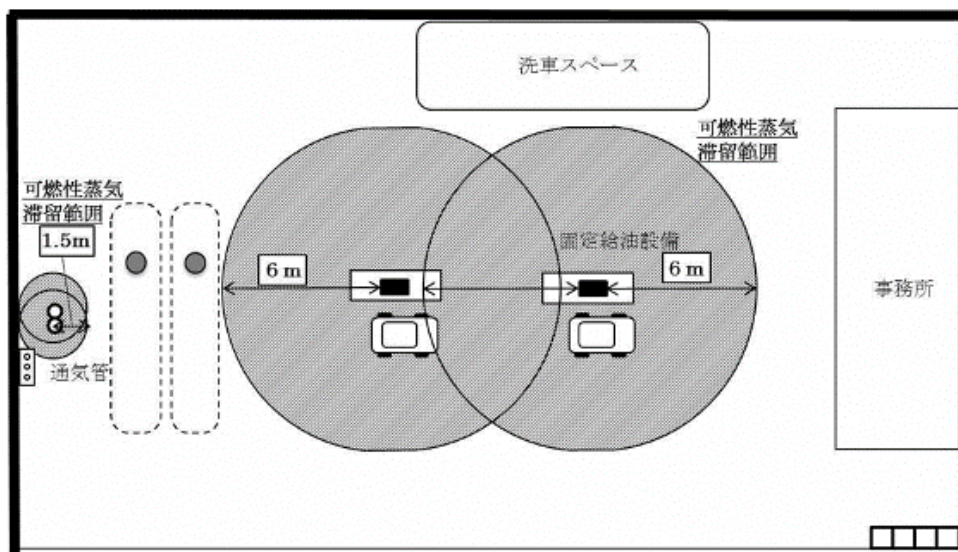 洗車スペース
可燃性蒸気
滞留範囲
可燃性蒸気
滞留範囲
1.5m
固定給油設備
6 m
6 m
事務所
通気管